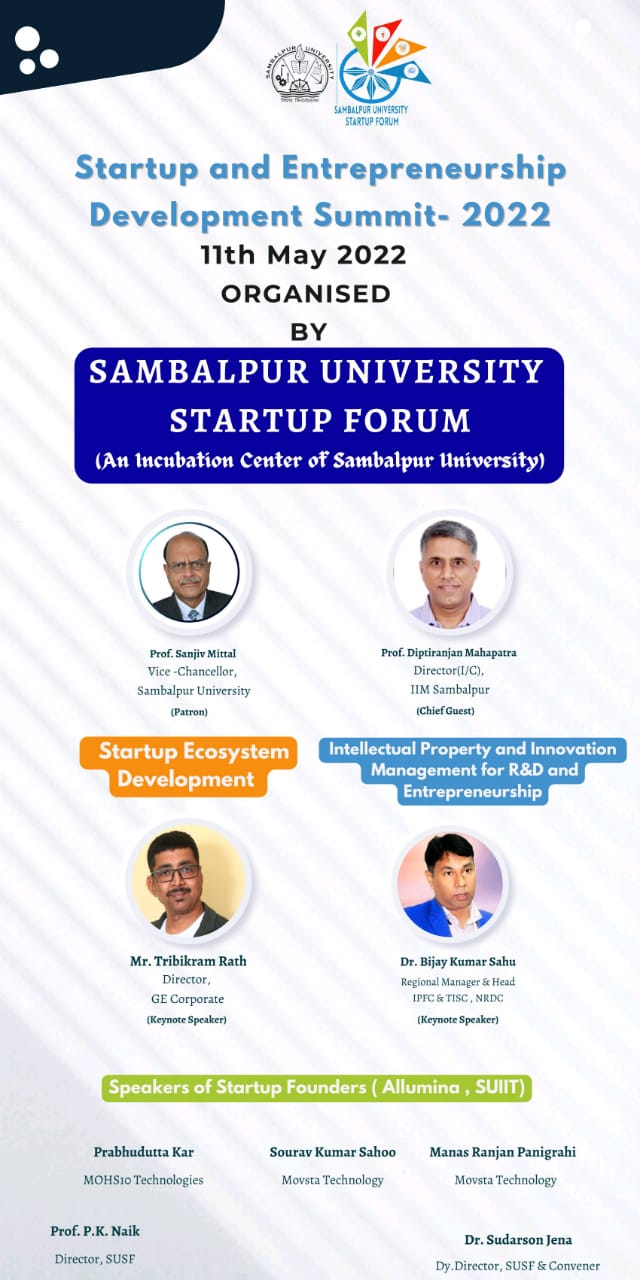 SAMBALPUR UNIVERSITY
SAMBALPUR UNIVERSITY
STARTUP FORUM
Startup and Entrepreneurship
Development Summit- 2022
11th May 2022
ORGANISED
BY
SAMBALPUR UNIVERSITY
STARTUP FORUM
(An Incubation Center of Sambalpur University)
Prof. Sanjiv Mittal
Vice -Chancellor,
Sambalpur University
(Patron)
Prof. Diptiranjan Mahapatra
Director(I/C),
IIM Sambalpur
(Chief Guest)
Startup Ecosystem
Development
Intellectual Property and Innovation
Management for R&D and
Entrepreneurship
Mr. Tribikram Rath
Director,
GE Corporate
(Keynote Speaker)
Dr. Bijay Kumar Sahu
Regional Manager & Head
IPFC & TISC , NRDC
(Keynote Speaker)
Speakers of Startup Founders ( Allumina , SUIIT)
Prabhudutta Kar
MOHS10 Technologies
Sourav Kumar Sahoo
Movsta Technology
Manas Ranjan Panigrahi
Movsta Technology
Prof. P.K. Naik
Director, SUSF
Dr. Sudarson Jena
Dy.Director, SUSF & Convener